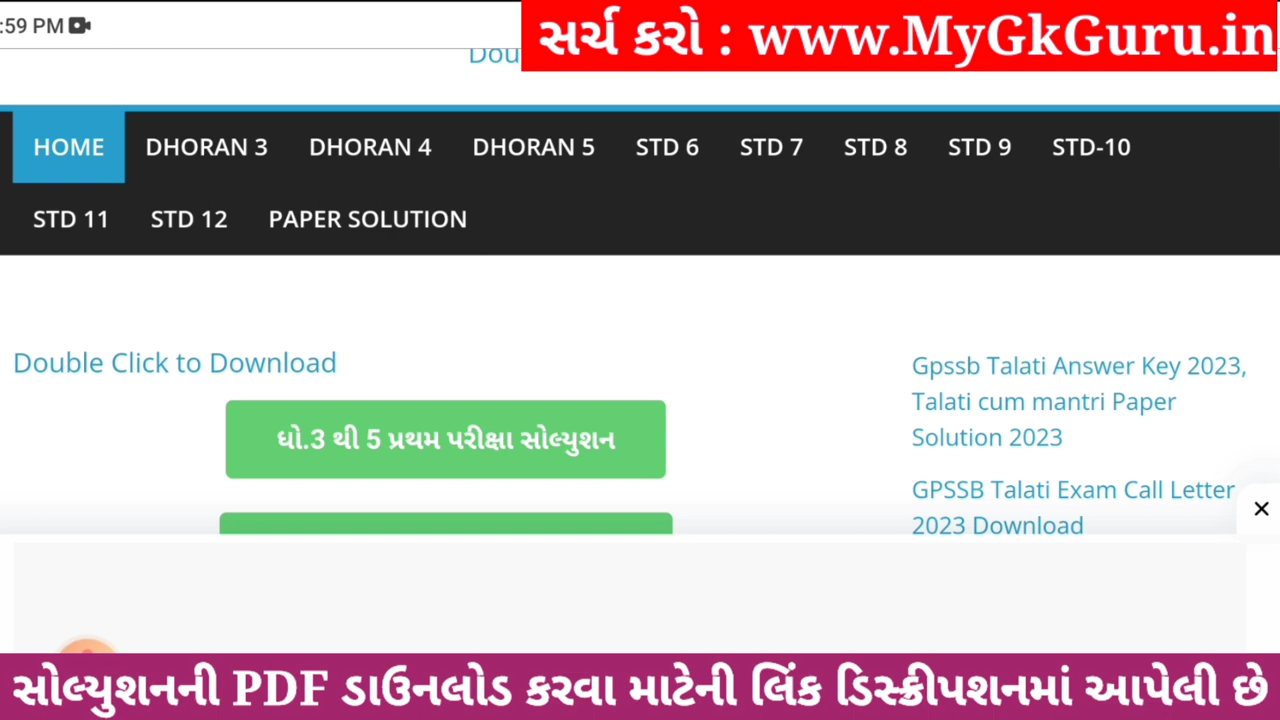 :59 PM
સર્ચ કરો : www.MyGkGuru.in
Dou
HOME DHORAN 3 DHORAN 4 DHORAN 5 STD 6 STD 7 STD 8 STD 9 STD-10
STD 11 STD 12 PAPER SOLUTION
Double Click to Download
ધો.3 થી 5 પ્રથમ પરીક્ષા સોલ્યુશન
Gpssb Talati Answer Key 2023,
Talati cum mantri Paper
Solution 2023
GPSSB Talati Exam Call Letter
2023 Download
સોલ્યુશનની PDF ડાઉનલોડ કરવા માટેની લિંક ડિસ્ક્રીપશનમાં આપેલી છે